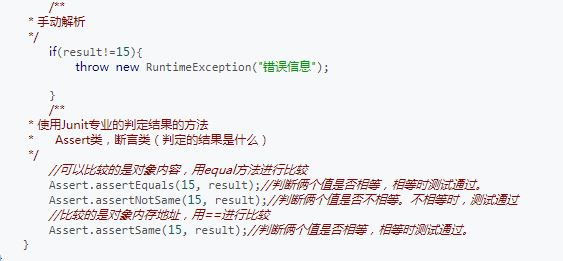 /**
* 手动解析
*/
if(result!=15){
throw new RuntimeException("错误信息");
}
/**
* 使用Junit专业的判定结果的方法
* Assert类，断言类（判定的结果是什么）
*/
//可以比较的是对象内容，用equal方法进行比较
Assert.assertEquals(15, result);//判断两个值是否相等，相等时测试通过。
Assert.assertNotSame(15, result);//判断两个值是否不相等。不相等时，测试通过
//比较的是对象内存地址，用==进行比较
Assert.assertSame(15, result);//判断两个值是否相等，相等时测试通过。
}